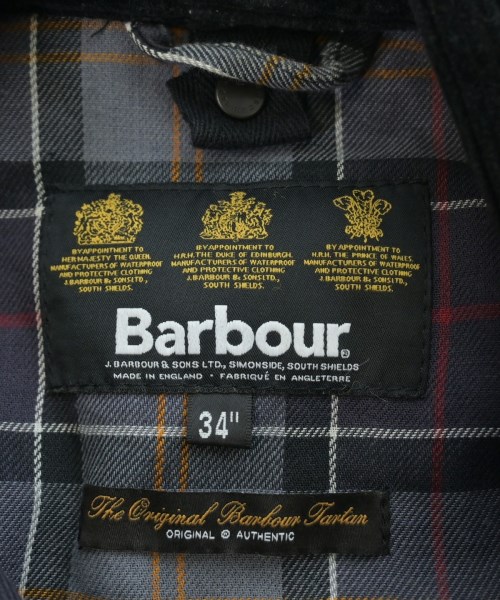 BY APPOINTMENT TO
HER MAJESTY THE QUEEN.
MANUFACTURERS OF WATERPROOF
AND PROTECTIVE CLOTHING
J. BARBOUR & SONS LTD.,
SOUTH SHIELDS.
BY APPOINTMENT TO
H.R.H. THE DUKE OF EDINBURGH.
MANUFACTURERS OF WATERPROOF
AND PROTECTIVE CLOTHING
J. BARBOUR & SONS LTD.,
SOUTH SHIELDS.
BY APPOINTMENT TO
H.R.H. THE PRINCE OF WALES.
MANUFACTURERS OF WATERPROOF
AND PROTECTIVE CLOTHING
J. BARBOUR & SONS LTD.,
SOUTH SHIELDS.
Barbour®
J. BARBOUR & SONS LTD., SIMONSIDE, SOUTH SHIELDS
MADE IN ENGLAND • FABRIQUÉ EN ANGLETERRE
34"
The Original Barbour Tartan
ORIGINAL & AUTHENTIC